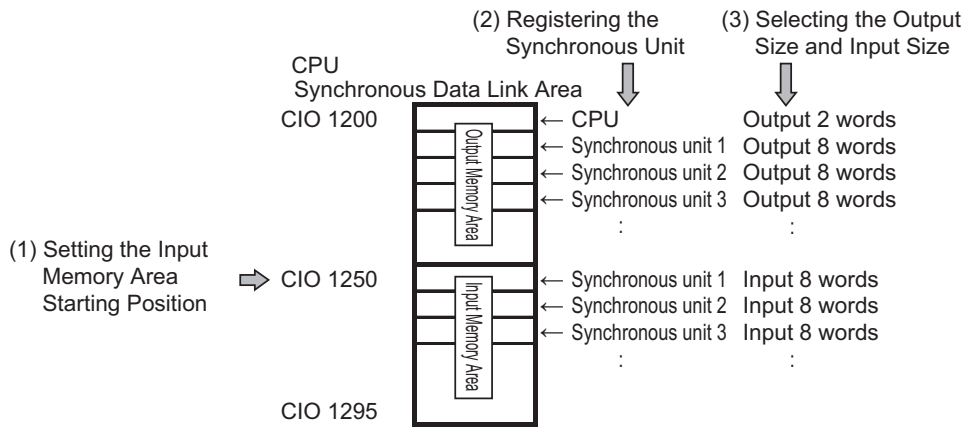 (2) Registering the
Synchronous Unit
(3) Selecting the Output
Size and Input Size
CPU
Synchronous Data Link Area
CIO 1200
← CPU
Output 2 words
← Synchronous unit 1
Output 8 words
← Synchronous unit 2
Output 8 words
← Synchronous unit 3
Output 8 words
:
:
Output Memory Area
(1) Setting the Input
Memory Area
Starting Position
CIO 1250
← Synchronous unit 1
Input 8 words
← Synchronous unit 2
Input 8 words
← Synchronous unit 3
Input 8 words
:
:
Input Memory Area
CIO 1295